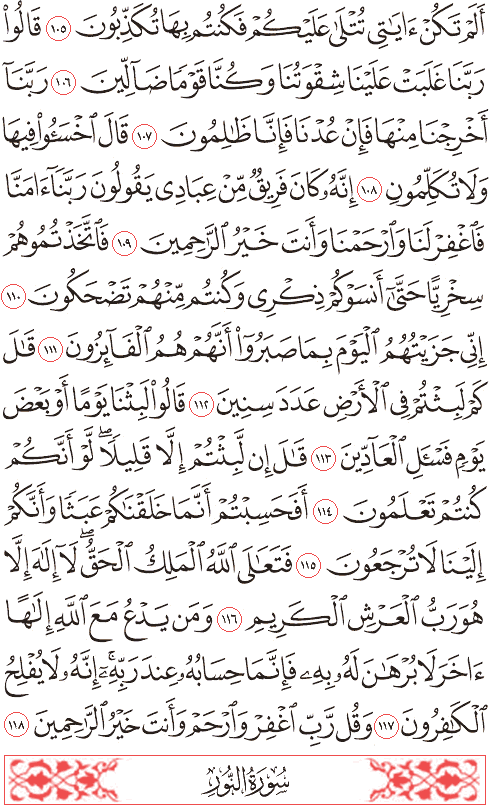 أَلَمْ تَكُنْ ءَايَٰتِى تُتْلَىٰ عَلَيْكُمْ فَكُنتُم بِهَا تُكَذِّبُونَ ١٠٥ قَالُوا۟
رَبَّنَا غَلَبَتْ عَلَيْنَا شِقْوَتُنَا وَكُنَّا قَوْمًا ضَآلِّينَ ١٠٦ رَبَّنَآ
أَخْرِجْنَا مِنْهَا فَإِنْ عُدْنَا فَإِنَّا ظَٰلِمُونَ ١٠٧ قَالَ ٱخْسَـُٔوا۟ فِيهَا
وَلَا تُكَلِّمُونِ ١٠٨ إِنَّهُۥ كَانَ فَرِيقٌ مِّنْ عِبَادِى يَقُولُونَ رَبَّنَآ ءَامَنَّا
فَٱغْفِرْ لَنَا وَٱرْحَمْنَا وَأَنتَ خَيْرُ ٱلرَّٰحِمِينَ ١٠٩ فَٱتَّخَذْتُمُوهُمْ
سِخْرِيًّا حَتَّىٰٓ أَنسَوْكُمْ ذِكْرِى وَكُنتُم مِّنْهُمْ تَضْحَكُونَ ١١٠
إِنِّى جَزَيْتُهُمُ ٱلْيَوْمَ بِمَا صَبَرُوٓا۟ أَنَّهُمْ هُمُ ٱلْفَآئِزُونَ ١١١ قَٰلَ
كَمْ لَبِثْتُمْ فِى ٱلْأَرْضِ عَدَدَ سِنِينَ ١١٢ قَالُوا۟ لَبِثْنَا يَوْمًا أَوْ بَعْضَ
يَوْمٍ فَسْـَٔلِ ٱلْعَآدِّينَ ١١٣ قَٰلَ إِن لَّبِثْتُمْ إِلَّا قَلِيلًا ۖ لَّوْ أَنَّكُمْ
كُنتُمْ تَعْلَمُونَ ١١٤ أَفَحَسِبْتُمْ أَنَّمَا خَلَقْنَٰكُمْ عَبَثًا وَأَنَّكُمْ
إِلَيْنَا لَا تُرْجَعُونَ ١١٥ فَتَعَٰلَى ٱللَّهُ ٱلْمَلِكُ ٱلْحَقُّ ۖ لَآ إِلَٰهَ إِلَّا
هُوَ رَبُّ ٱلْعَرْشِ ٱلْكَرِيمِ ١١٦ وَمَن يَدْعُ مَعَ ٱللَّهِ إِلَٰهًا
ءَاخَرَ لَا بُرْهَٰنَ لَهُۥ بِهِۦ فَإِنَّمَا حِسَابُهُۥ عِندَ رَبِّهِۦٓ ۚ إِنَّهُۥ لَا يُفْلِحُ
ٱلْكَٰفِرُونَ ١١٧ وَقُل رَّبِّ ٱغْفِرْ وَٱرْحَمْ وَأَنتَ خَيْرُ ٱلرَّٰحِمِينَ ١١٨
سُورَةُ ٱلنُّورِ